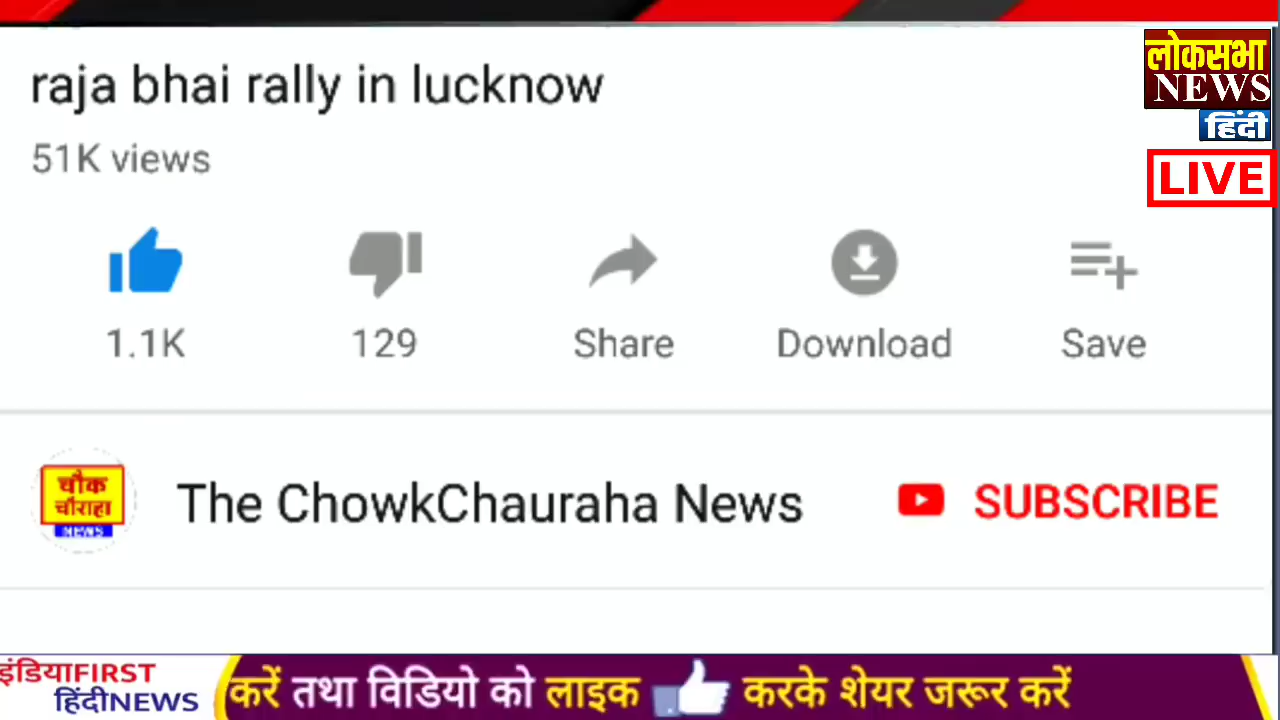 raja bhai rally in lucknow
51K views
लोकसभा
NEWS
हिंदी
LIVE
1.1K
129
Share
Download
Save
चौक
चौराहा
NEWS
The ChowkChauraha News
SUBSCRIBE
इंडियाFIRST
हिंदीNEWS
करें तथा विडियो को लाइक करके शेयर जरूर करें